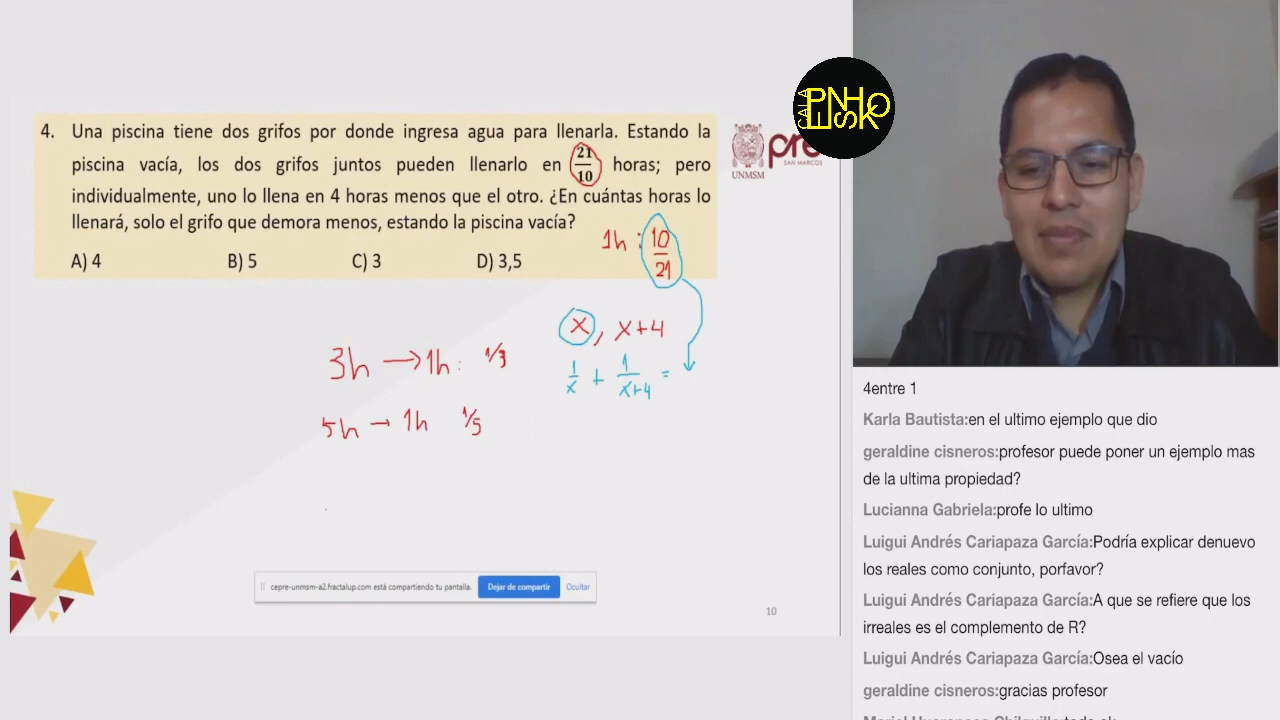 4. Una piscina tiene dos grifos por donde ingresa agua para llenarla. Estando la
piscina vacía, los dos grifos juntos pueden llenarlo en 21/10 horas; pero
individualmente, uno lo llena en 4 horas menos que el otro. ¿En cuántas horas lo
llenará, solo el grifo que demora menos, estando la piscina vacía?
A) 4 B) 5 C) 3 D) 3,5
1h : 10/21
x, x+4
1/x + 1/(x+4) =
3h → 1h: 1/3
5h → 1h 1/5
UNMSM
pre
SAN MARCOS
CALA
PENHO
ESK
cepre-unmsm-a2.fractalup.com está compartiendo tu pantalla.
Dejar de compartir
Ocultar
10
4entre 1
Karla Bautista:en el ultimo ejemplo que dio
geraldine cisneros:profesor puede poner un ejemplo mas
de la ultima propiedad?
Lucianna Gabriela:profe lo ultimo
Luigui Andrés Cariapaza García:Podría explicar denuevo
los reales como conjunto, porfavor?
Luigui Andrés Cariapaza García:A que se refiere que los
irreales es el complemento de R?
Luigui Andrés Cariapaza García:Osea el vacío
geraldine cisneros:gracias profesor